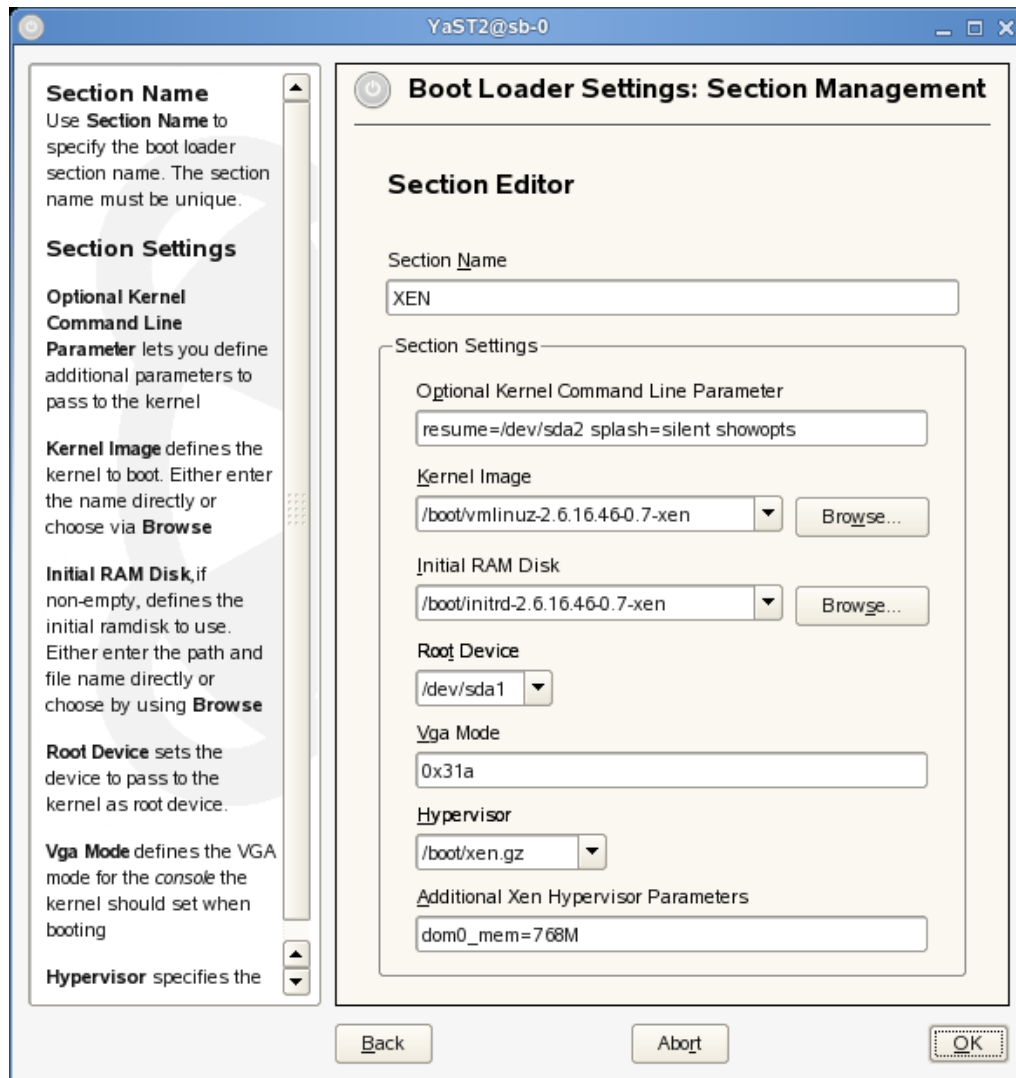 YaST2@sb-0
Section Name
Use Section Name to
specify the boot loader
section name. The section
name must be unique.
Section Settings
Optional Kernel
Command Line
Parameter lets you define
additional parameters to
pass to the kernel
Kernel Image defines the
kernel to boot. Either enter
the name directly or
choose via Browse
Initial RAM Disk,if
non-empty, defines the
initial ramdisk to use.
Either enter the path and
file name directly or
choose by using Browse
Root Device sets the
device to pass to the
kernel as root device.
Vga Mode defines the VGA
mode for the console the
kernel should set when
booting
Hypervisor specifies the
Boot Loader Settings: Section Management
Section Editor
Section Name
XEN
Section Settings
Optional Kernel Command Line Parameter
resume=/dev/sda2 splash=silent showopts
Kernel Image
/boot/vmlinuz-2.6.16.46-0.7-xen
Browse...
Initial RAM Disk
/boot/initrd-2.6.16.46-0.7-xen
Browse...
Root Device
/dev/sda1
Vga Mode
0x31a
Hypervisor
/boot/xen.gz
Additional Xen Hypervisor Parameters
dom0_mem=768M
Back
Abort
OK